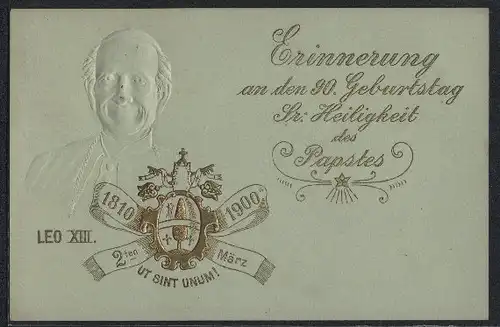 Erinnerung
an den 90. Geburtstag
Sr: Heiligkeit
des
Papstes
1810 1900
LEO XIII.
2ten März
UT SINT UNUM!